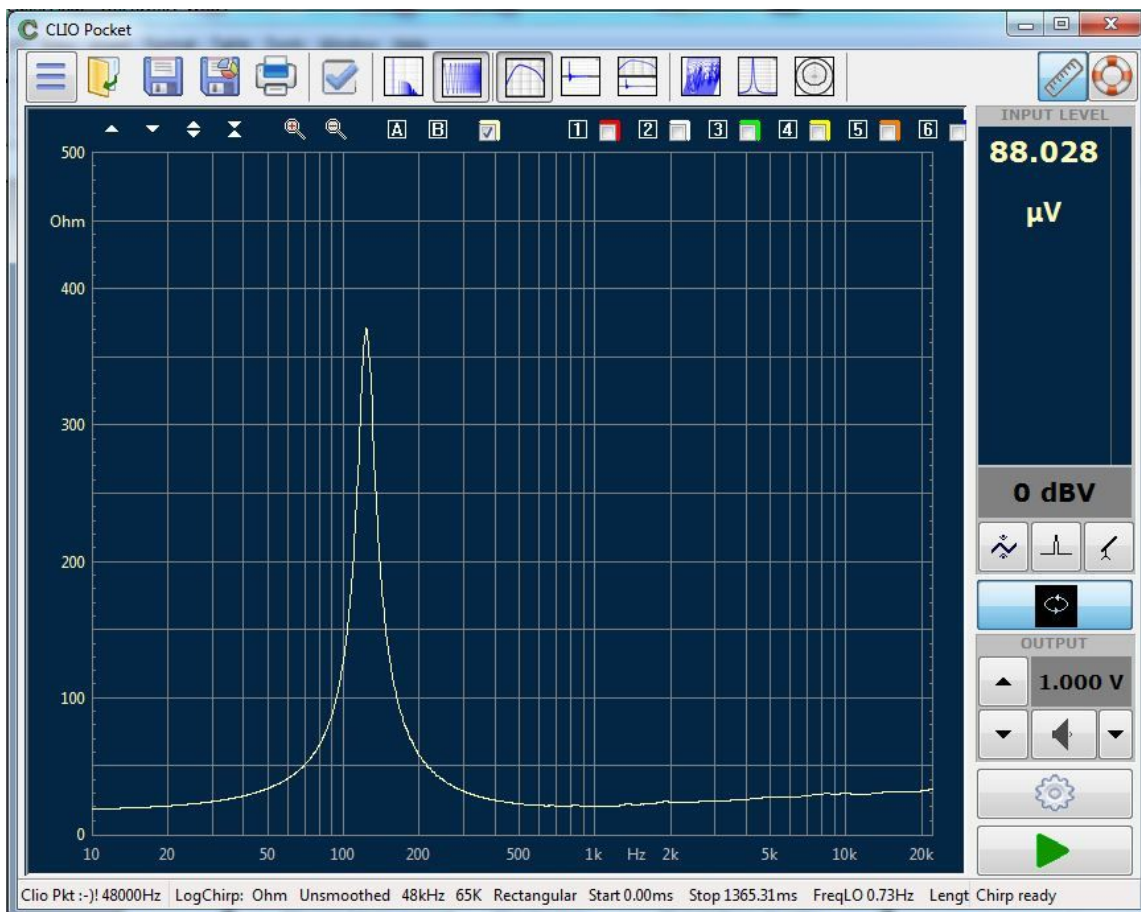 CLIO Pocket
A B 1 2 3 4 5 6
INPUT LEVEL
88.028
µV
0 dBV
OUTPUT
1.000 V
500
Ohm
400
300
200
100
0
10 20 50 100 200 500 1k Hz 2k 5k 10k 20k
Clio Pkt :-)! 48000Hz LogChirp: Ohm Unsmoothed 48kHz 65K Rectangular Start 0.00ms Stop 1365.31ms FreqLO 0.73Hz Lengt Chirp ready